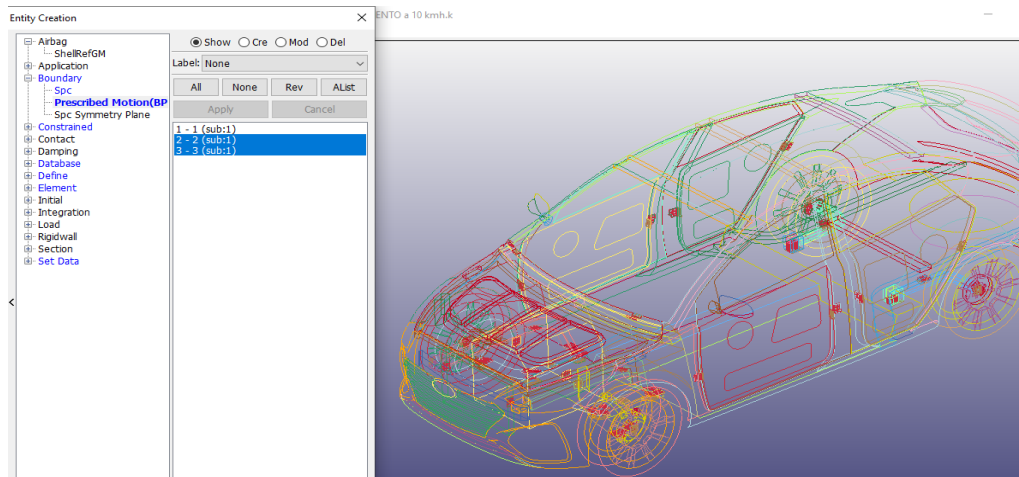 Entity Creation
ENTO a 10 kmh.k
Airbag
ShellRefGM
Application
Boundary
Spc
Prescribed Motion(BP
Spc Symmetry Plane
Constrained
Contact
Damping
Database
Define
Element
Initial
Integration
Load
Rigidwall
Section
Set Data
Show Cre Mod Del
Label: None
All None Rev AList
Apply Cancel
1 - 1 (sub:1)
2 - 2 (sub:1)
3 - 3 (sub:1)